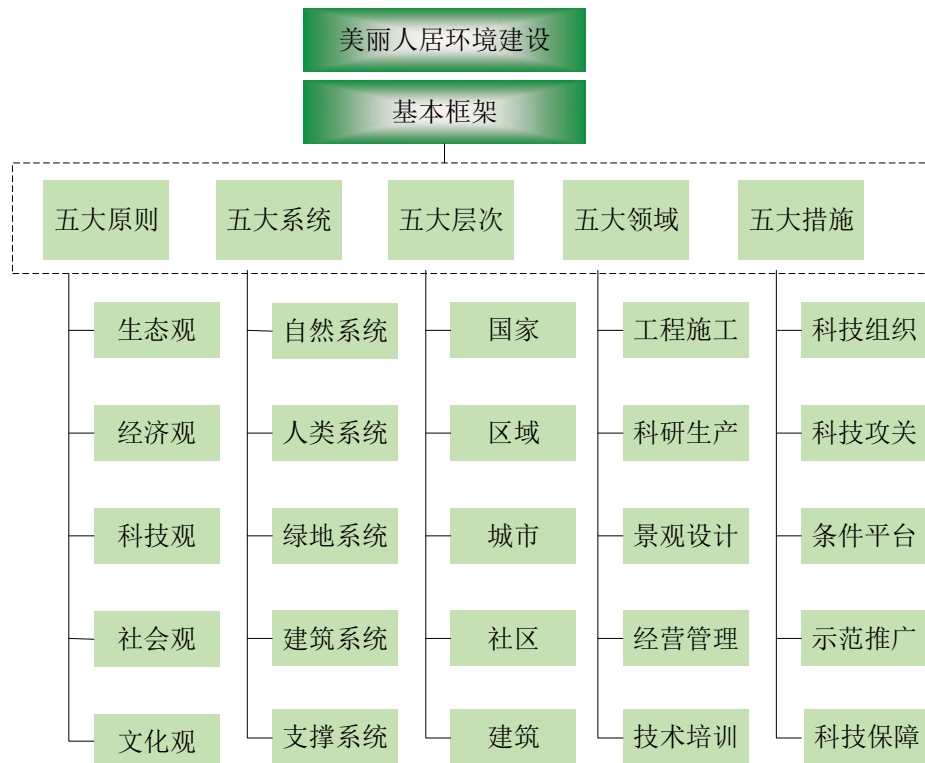 美丽人居环境建设
基本框架
五大原则 五大系统 五大层次 五大领域 五大措施
生态观 自然系统 国家 工程施工 科技组织
经济观 人类系统 区域 科研生产 科技攻关
科技观 绿地系统 城市 景观设计 条件平台
社会观 建筑系统 社区 经营管理 示范推广
文化观 支撑系统 建筑 技术培训 科技保障